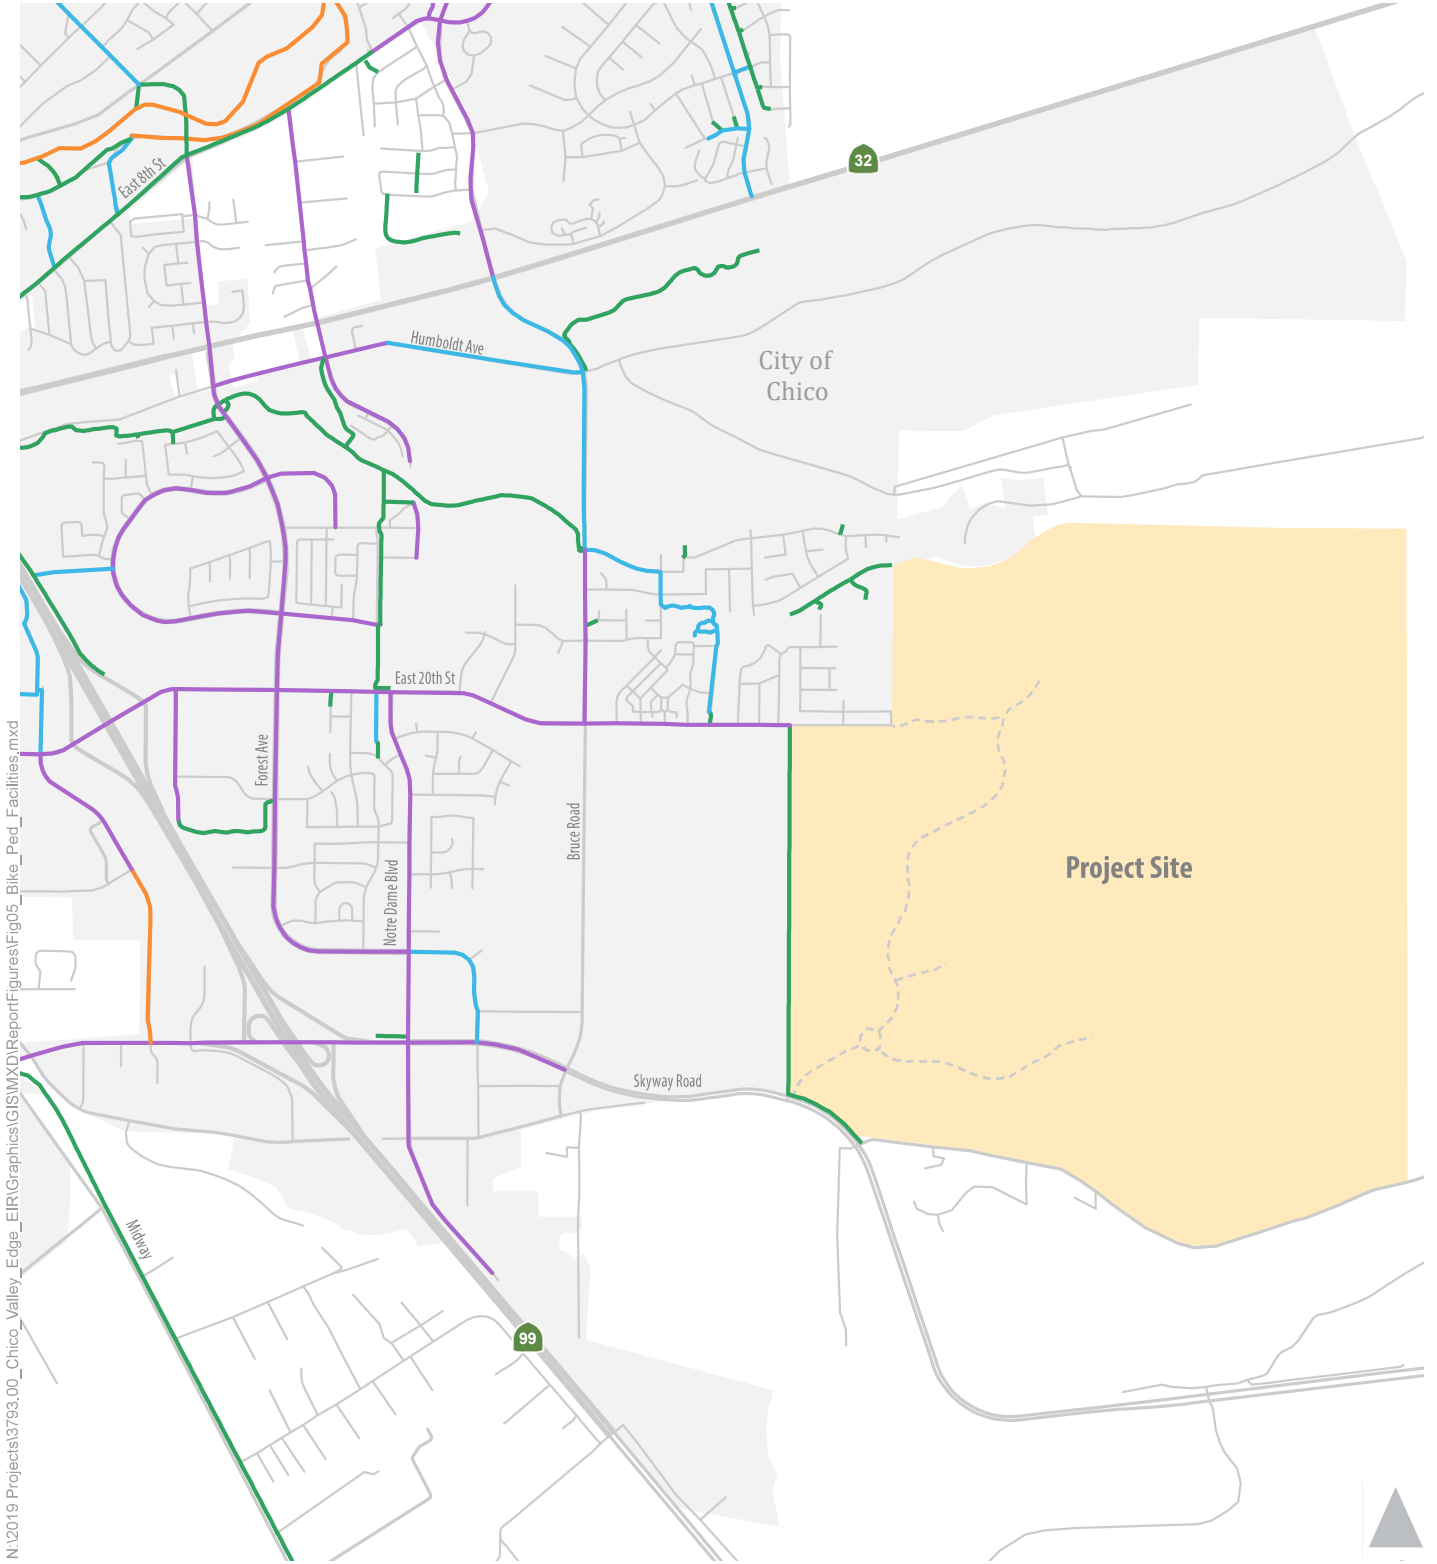 32
East 8th St
Humboldt Ave
City of
Chico
East 20th St
Forest Ave
Bruce Road
Notre Dame Blvd
Project Site
Skyway Road
Midway
99
N:\2019 Projects\3793.00_Chico_Valley_Edge_EIR\Graphics\GIS\MXD\ReportFigures\Fig05_Bike_Ped_Facilities.mxd